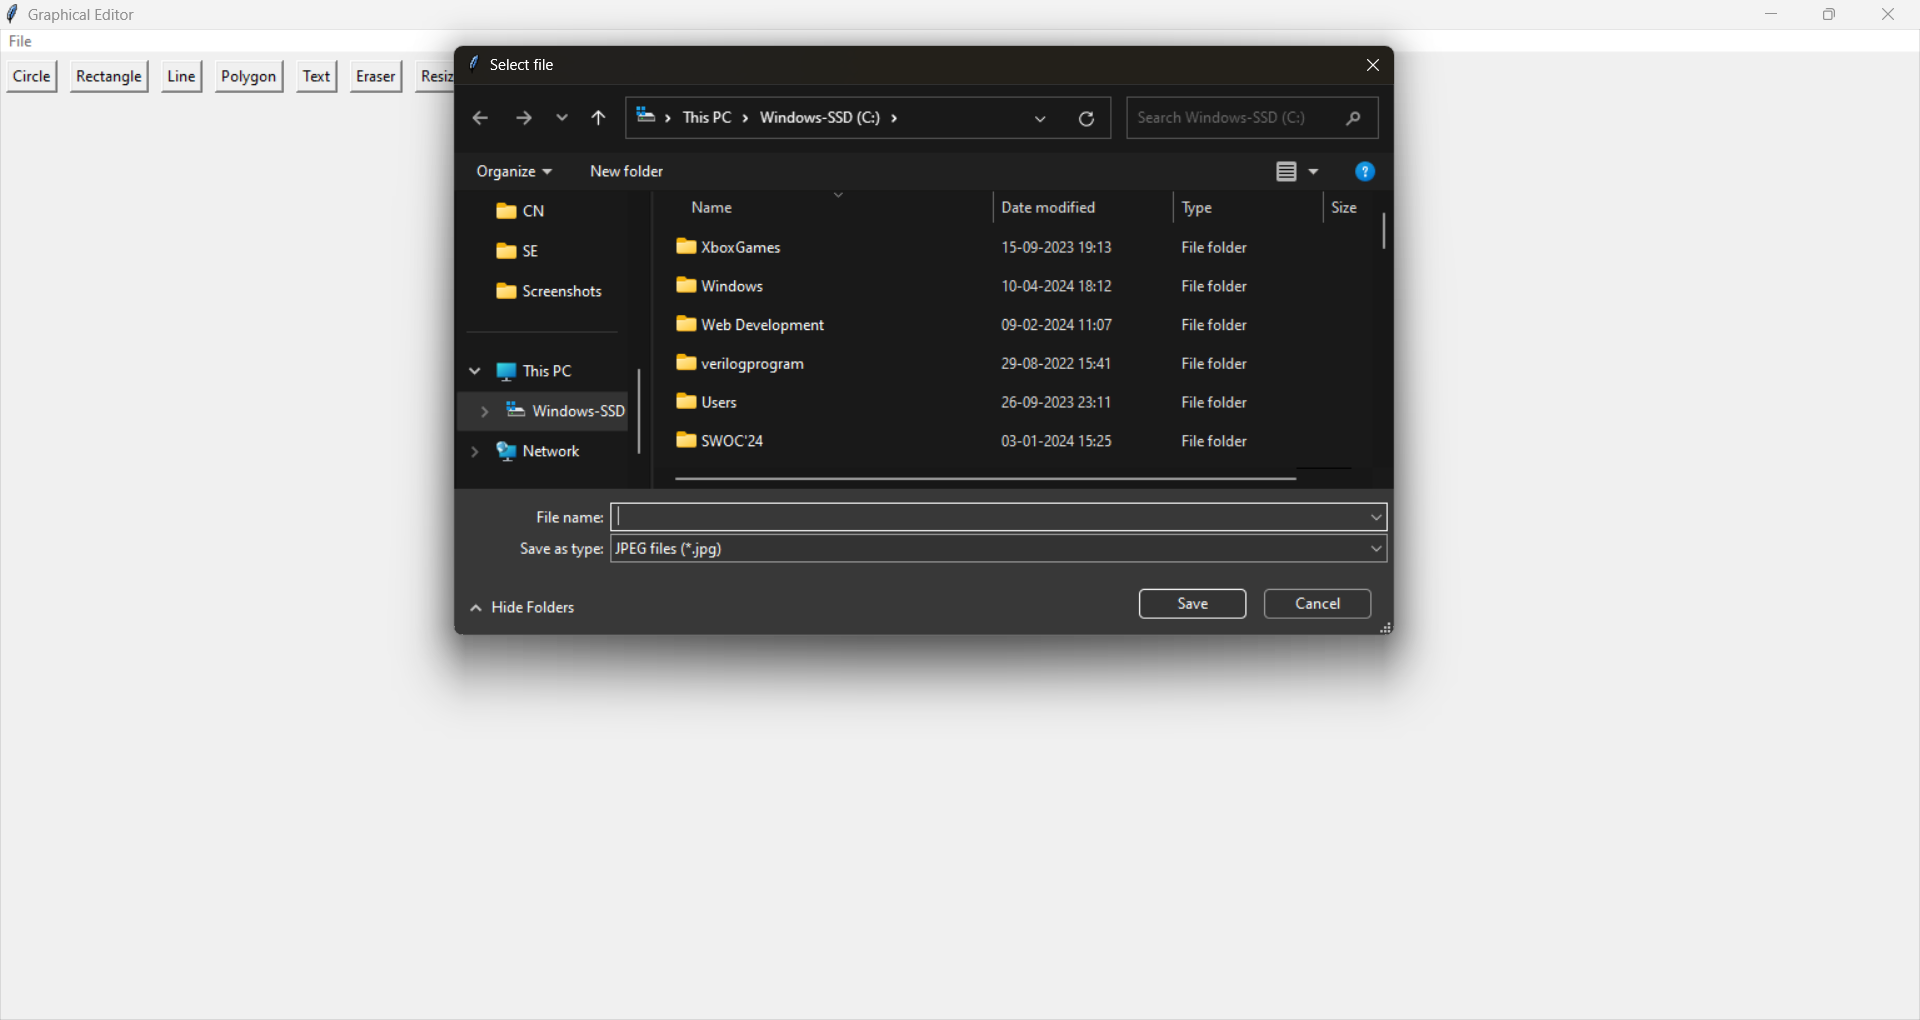 Graphical Editor
File
Circle Rectangle Line Polygon Text Eraser Resiz
Select file
This PC Windows-SSD (C:) Search Windows-SSD (C:)
Organize New folder ?
Name Date modified Type Size
CN
SE
Screenshots
This PC
Windows-SSD
Network
XboxGames 15-09-2023 19:13 File folder
Windows 10-04-2024 18:12 File folder
Web Development 09-02-2024 11:07 File folder
verilogprogram 29-08-2022 15:41 File folder
Users 26-09-2023 23:11 File folder
SWOC'24 03-01-2024 15:25 File folder
File name:
Save as type: JPEG files (*.jpg)
Hide Folders Save Cancel